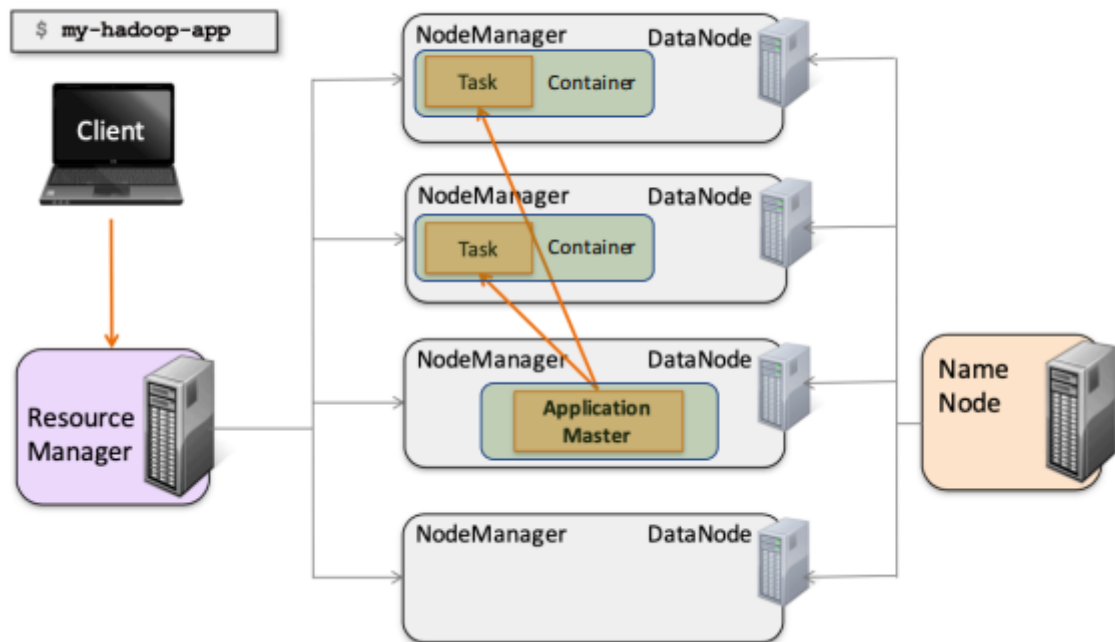 $ my-hadoop-app
Client
Resource
Manager
NodeManager
DataNode
Task
Container
NodeManager
DataNode
Task
Container
NodeManager
DataNode
Application
Master
NodeManager
DataNode
Name
Node